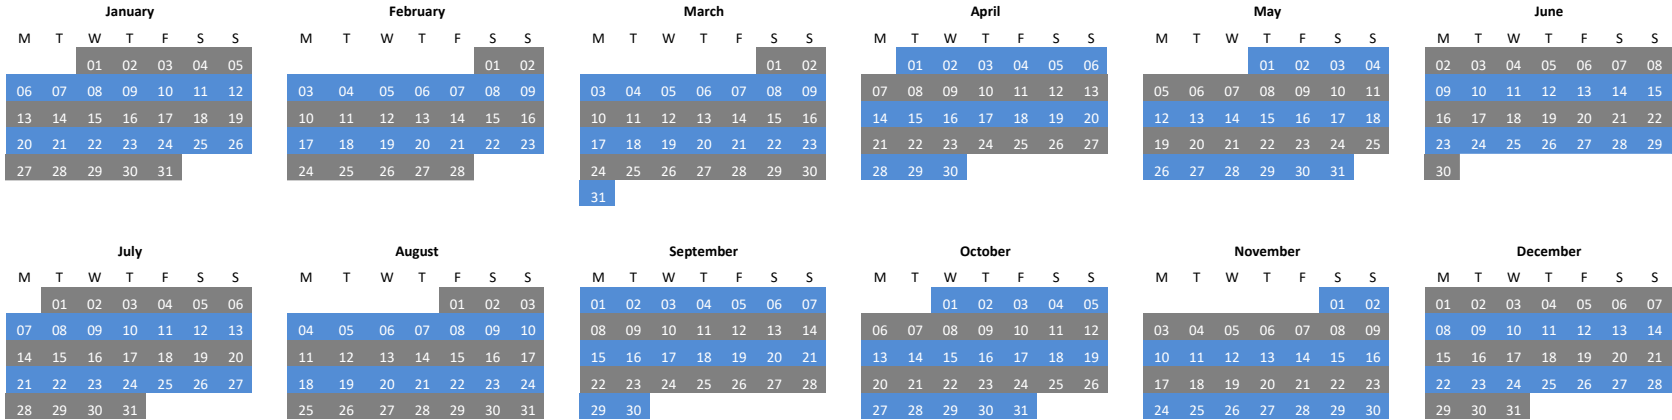 January February March April May June
M T W T F S S M T W T F S S M T W T F S S M T W T F S S M T W T F S S M T W T F S S
01 02 03 04 05 01 02 01 02 01 02 03 04 05 06 01 02 03 04 02 03 04 05 06 07 08
06 07 08 09 10 11 12 03 04 05 06 07 08 09 03 04 05 06 07 08 09 07 08 09 10 11 12 13 05 06 07 08 09 10 11 09 10 11 12 13 14 15
13 14 15 16 17 18 19 10 11 12 13 14 15 16 10 11 12 13 14 15 16 14 15 16 17 18 19 20 12 13 14 15 16 17 18 16 17 18 19 20 21 22
20 21 22 23 24 25 26 17 18 19 20 21 22 23 17 18 19 20 21 22 23 21 22 23 24 25 26 27 19 20 21 22 23 24 25 23 24 25 26 27 28 29
27 28 29 30 31 24 25 26 27 28 24 25 26 27 28 29 30 28 29 30 26 27 28 29 30 31 30
31
July August September October November December
M T W T F S S M T W T F S S M T W T F S S M T W T F S S M T W T F S S M T W T F S S
01 02 03 04 05 06 01 02 03 01 02 03 04 05 06 07 01 02 03 04 05 01 02 01 02 03 04 05 06 07
07 08 09 10 11 12 13 04 05 06 07 08 09 10 08 09 10 11 12 13 14 06 07 08 09 10 11 12 03 04 05 06 07 08 09 08 09 10 11 12 13 14
14 15 16 17 18 19 20 11 12 13 14 15 16 17 15 16 17 18 19 20 21 13 14 15 16 17 18 19 10 11 12 13 14 15 16 15 16 17 18 19 20 21
21 22 23 24 25 26 27 18 19 20 21 22 23 24 22 23 24 25 26 27 28 20 21 22 23 24 25 26 17 18 19 20 21 22 23 22 23 24 25 26 27 28
28 29 30 31 25 26 27 28 29 30 31 29 30 27 28 29 30 31 24 25 26 27 28 29 30 29 30 31